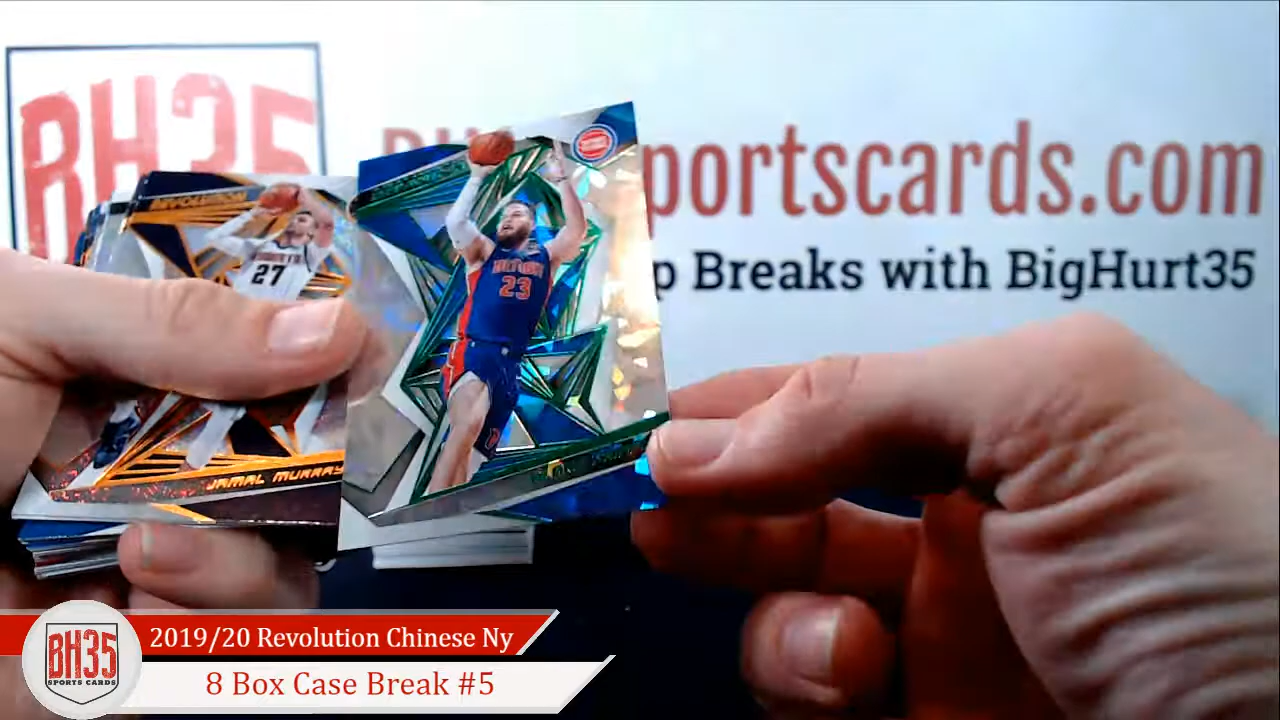 BH35
portscards.com
p Breaks with BigHurt35
REVOLUTION
27
JAMAL MURRAY
23
BH35
SPORTS CARDS
2019/20 Revolution Chinese Ny
8 Box Case Break #5